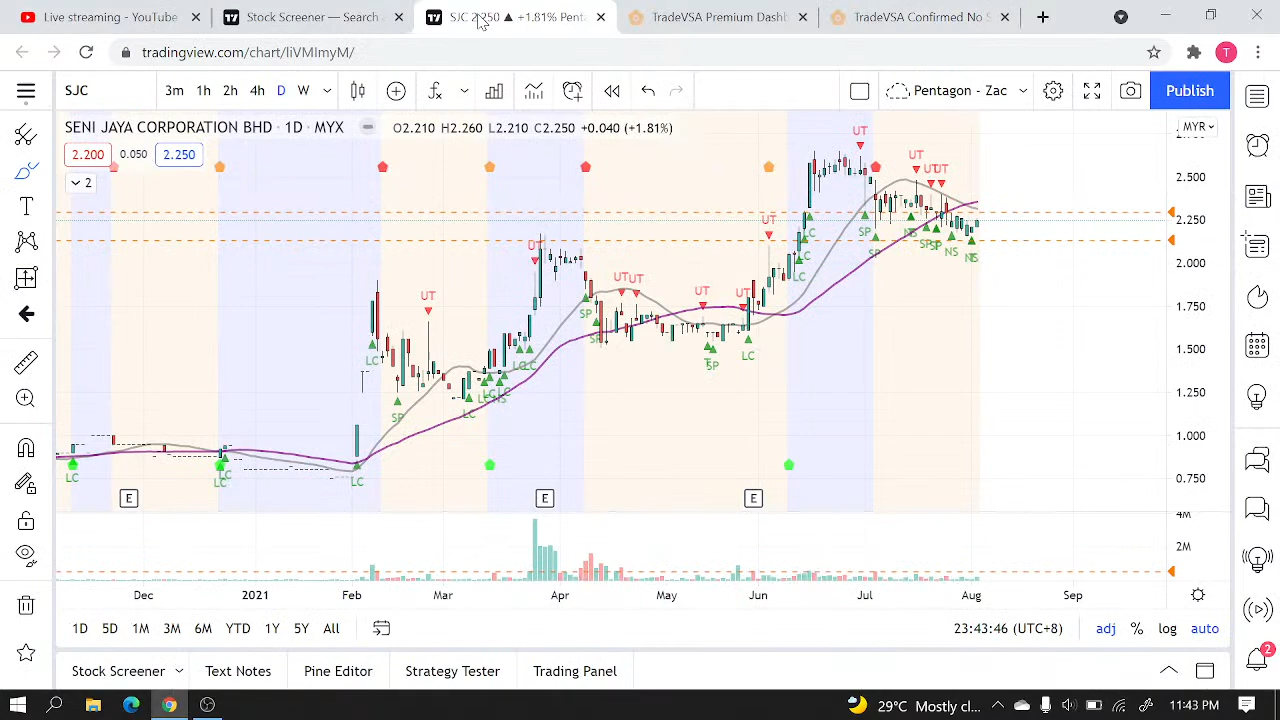 Live streaming - YouTube
Stock Screener — Search
SJC 2.250 ▲ +1.81% Pent
TradeVSA Premium Dashb
TradeVSA Confirmed No S
tradingview.com/chart/liVMImyM/
T
SJC
3m 1h 2h 4h D W
Pentagon - Zac
Publish
SENI JAYA CORPORATION BHD · 1D · MYX
O2.210 H2.260 L2.210 C2.250 +0.040 (+1.81%)
MYR
2.200 0.050 2.250
2
2.500
2.250
2.000
1.750
1.500
1.250
1.000
0.750
4M
2M
UT
UT
UT
UT
UT
UT
UT
UT
UT
UT
UT
LC
LC
LC
LC
SP
LC
SP
SP
LC
LC
LC
SP
SP
NS
NS
E
E
E
Dec 2021 Feb Mar Apr May Jun Jul Aug Sep
1D 5D 1M 3M 6M YTD 1Y 5Y All
23:43:46 (UTC+8)
adj % log auto
2
Stock Screener
Text Notes
Pine Editor
Strategy Tester
Trading Panel
29°C Mostly cl...
11:43 PM